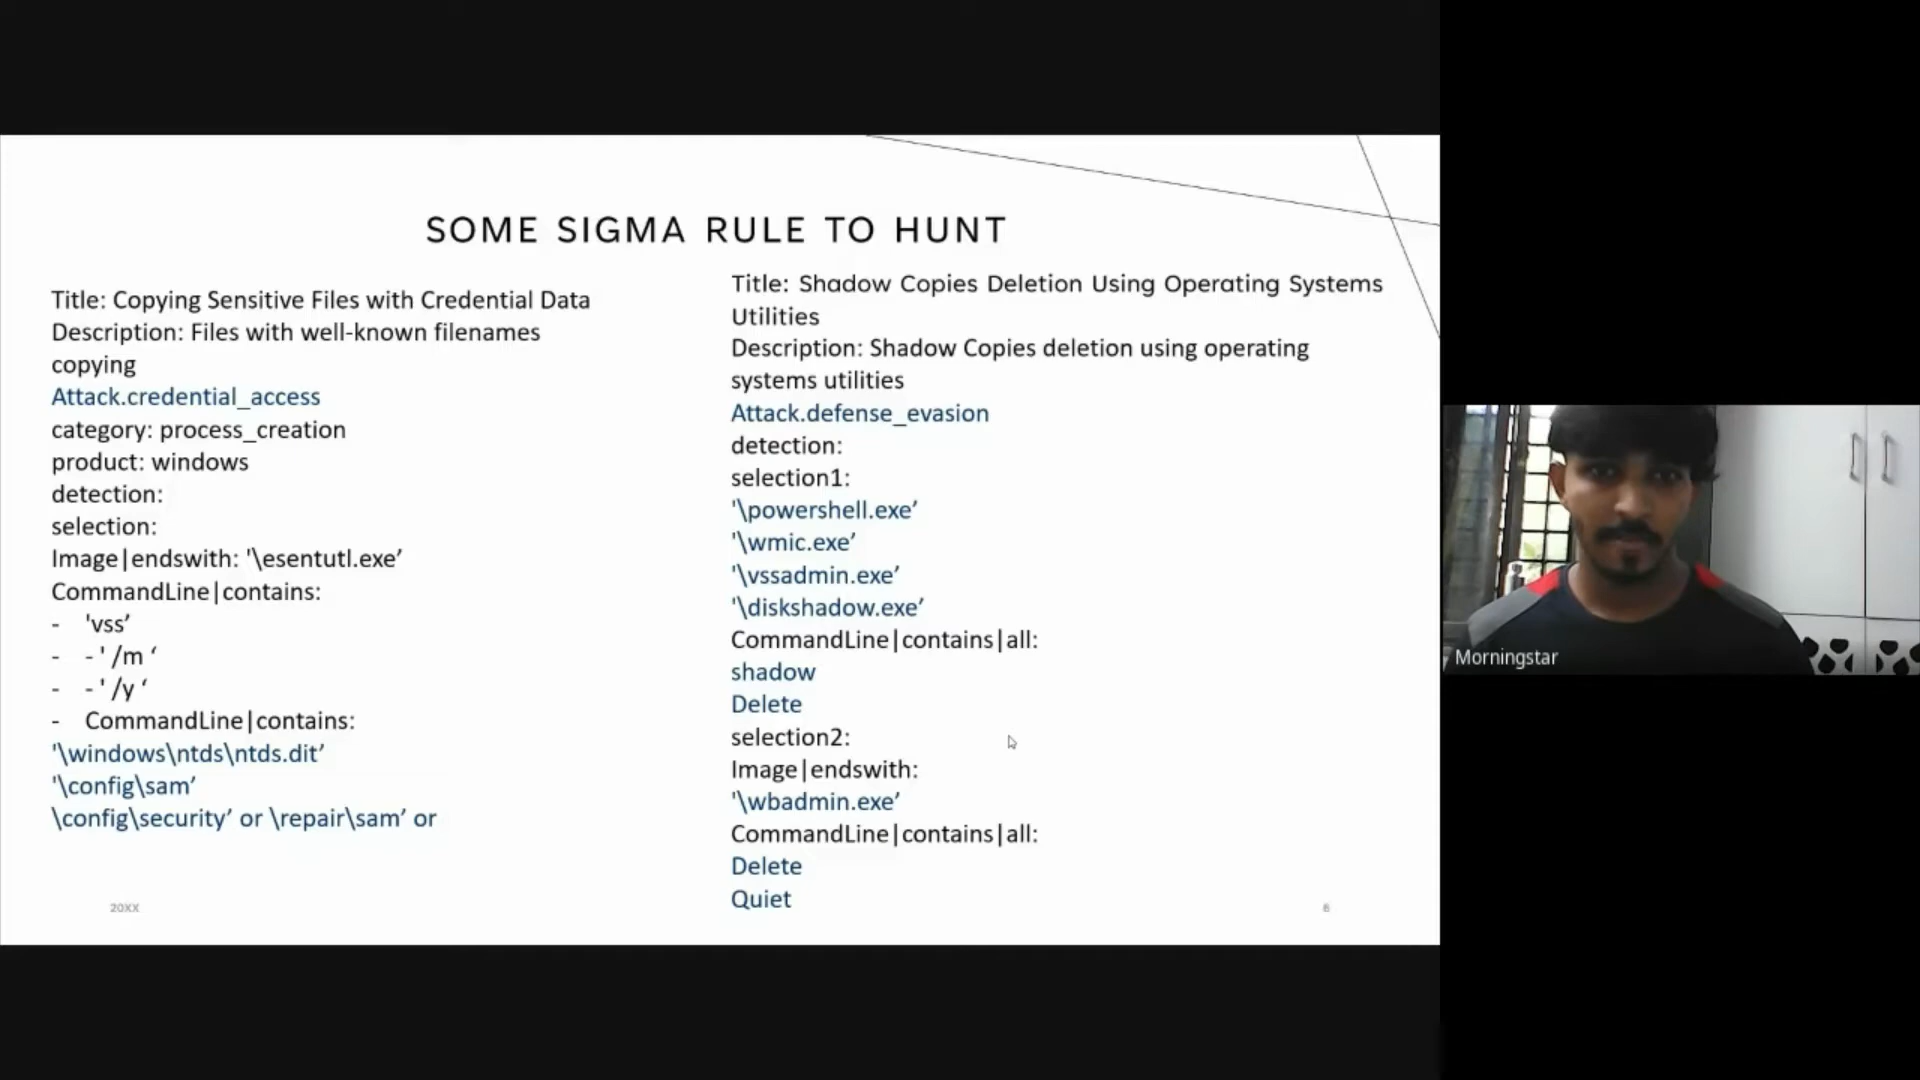 SOME SIGMA RULE TO HUNT
Title: Copying Sensitive Files with Credential Data
Description: Files with well-known filenames
copying
Attack.credential_access
category: process_creation
product: windows
detection:
selection:
Image|endswith: '\esentutl.exe’
CommandLine|contains:
- 'vss’
- - ' /m ‘
- - ' /y ‘
- CommandLine|contains:
'\windows\ntds\ntds.dit’
'\config\sam’
\config\security’ or \repair\sam’ or
Title: Shadow Copies Deletion Using Operating Systems
Utilities
Description: Shadow Copies deletion using operating
systems utilities
Attack.defense_evasion
detection:
selection1:
'\powershell.exe’
'\wmic.exe’
'\vssadmin.exe’
'\diskshadow.exe’
CommandLine|contains|all:
shadow
Delete
selection2:
Image|endswith:
'\wbadmin.exe’
CommandLine|contains|all:
Delete
Quiet
20XX
Morningstar